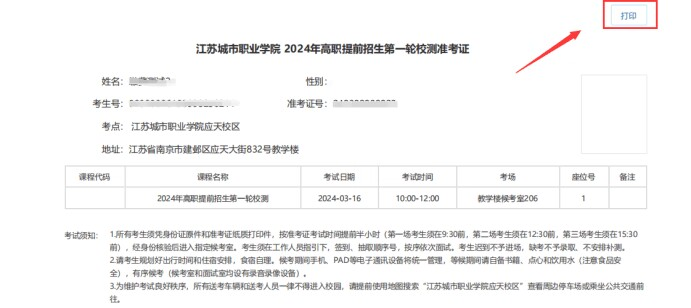 打印
江苏城市职业学院 2024年高职提前招生第一轮校测准考证
姓名： 性别：
考生号： 准考证号：
考点： 江苏城市职业学院应天校区
地址： 江苏省南京市建邺区应天大街832号教学楼
课程代码 课程名称 考试日期 考试时间 考场 座位号 备注
2024年高职提前招生第一轮校测 2024-03-16 10:00-12:00 教学楼候考室206 1
考试须知： 1.所有考生须凭身份证原件和准考证纸质打印件，按准考证考试时间提前半小时（第一场考生须在9:30前，第二场考生须在12:30前，第三场考生须在15:30
前），经身份核验后进入指定候考室。考生须在工作人员指引下，签到、抽取顺序号，按序依次面试。考生迟到不予进场，缺考不予录取，不安排补测。
2.请考生规划好出行时间和住宿安排，食宿自理。候考期间手机、PAD等电子通讯设备将统一管理，等候期间请自备书籍、点心和饮用水（注意食品安
全），有序候考（候考室和面试室均设有录音录像设备）。
3.为维护考试良好秩序，所有送考车辆和送考人员一律不得进入校园，请提前使用地图搜索“江苏城市职业学院应天校区”查看周边停车场或乘坐公共交通前
往。